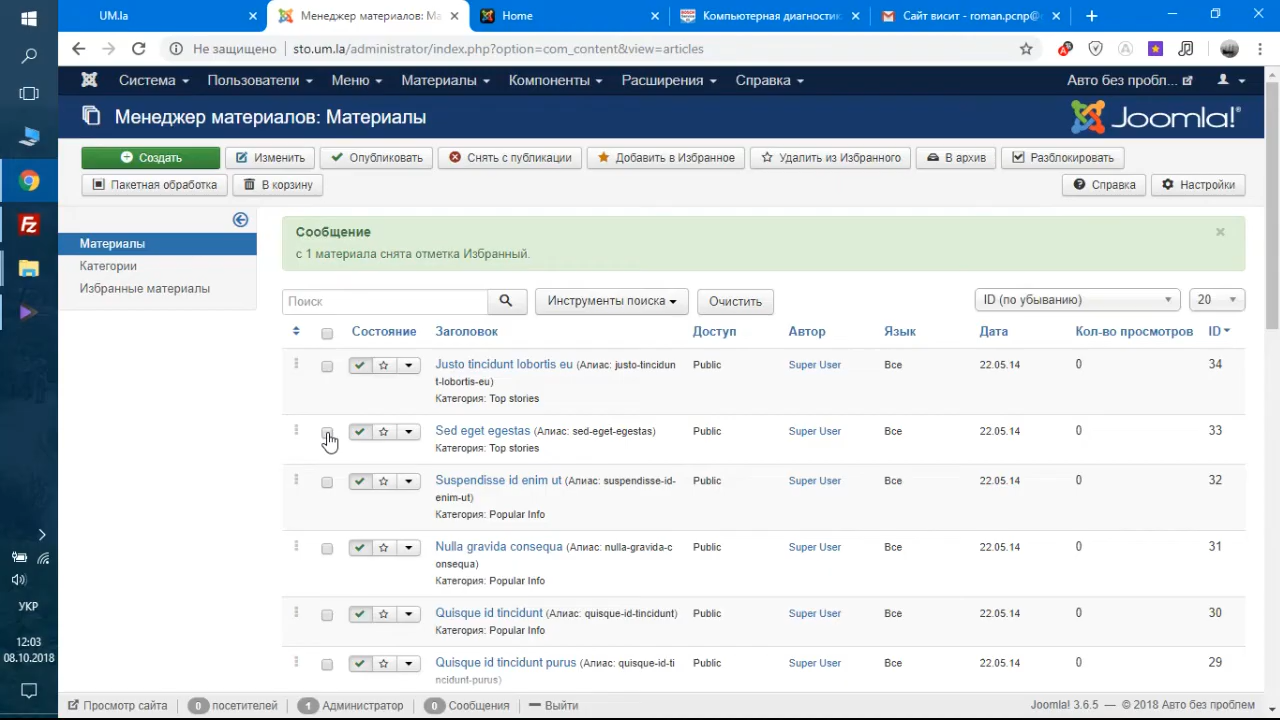 UM.la
Менеджер материалов: Ма
Home
Компьютерная диагностик
Сайт висит - roman.pcnp@
Не защищено
sto.um.la/administrator/index.php?option=com_content&view=articles
Система Пользователи Меню Материалы Компоненты Расширения Справка
Авто без пробл...
Менеджер материалов: Материалы
Joomla!®
Создать Изменить Опубликовать Снять с публикации Добавить в Избранное Удалить из Избранного В архив Разблокировать
Пакетная обработка В корзину Справка Настройки
Материалы
Категории
Избранные материалы
Сообщение
с 1 материала снята отметка Избранный.
Поиск Инструменты поиска Очистить ID (по убыванию) 20
Состояние Заголовок Доступ Автор Язык Дата Кол-во просмотров ID
Justo tincidunt lobortis eu (Алиас: justo-tincidun Public Super User Все 22.05.14 0 34
t-lobortis-eu)
Категория: Top stories
Sed eget egestas (Алиас: sed-eget-egestas) Public Super User Все 22.05.14 0 33
Категория: Top stories
Suspendisse id enim ut (Алиас: suspendisse-id- Public Super User Все 22.05.14 0 32
enim-ut)
Категория: Popular Info
Nulla gravida consequa (Алиас: nulla-gravida-c Public Super User Все 22.05.14 0 31
onsequa)
Категория: Popular Info
Quisque id tincidunt (Алиас: quisque-id-tincidunt) Public Super User Все 22.05.14 0 30
Категория: Popular Info
Quisque id tincidunt purus (Алиас: quisque-id-ti Public Super User Все 22.05.14 0 29
ncidunt-purus)
Просмотр сайта 0 посетителей 1 Администратор 0 Сообщения Выйти
Joomla! 3.6.5 — © 2018 Авто без проблем
УКР
12:03
08.10.2018